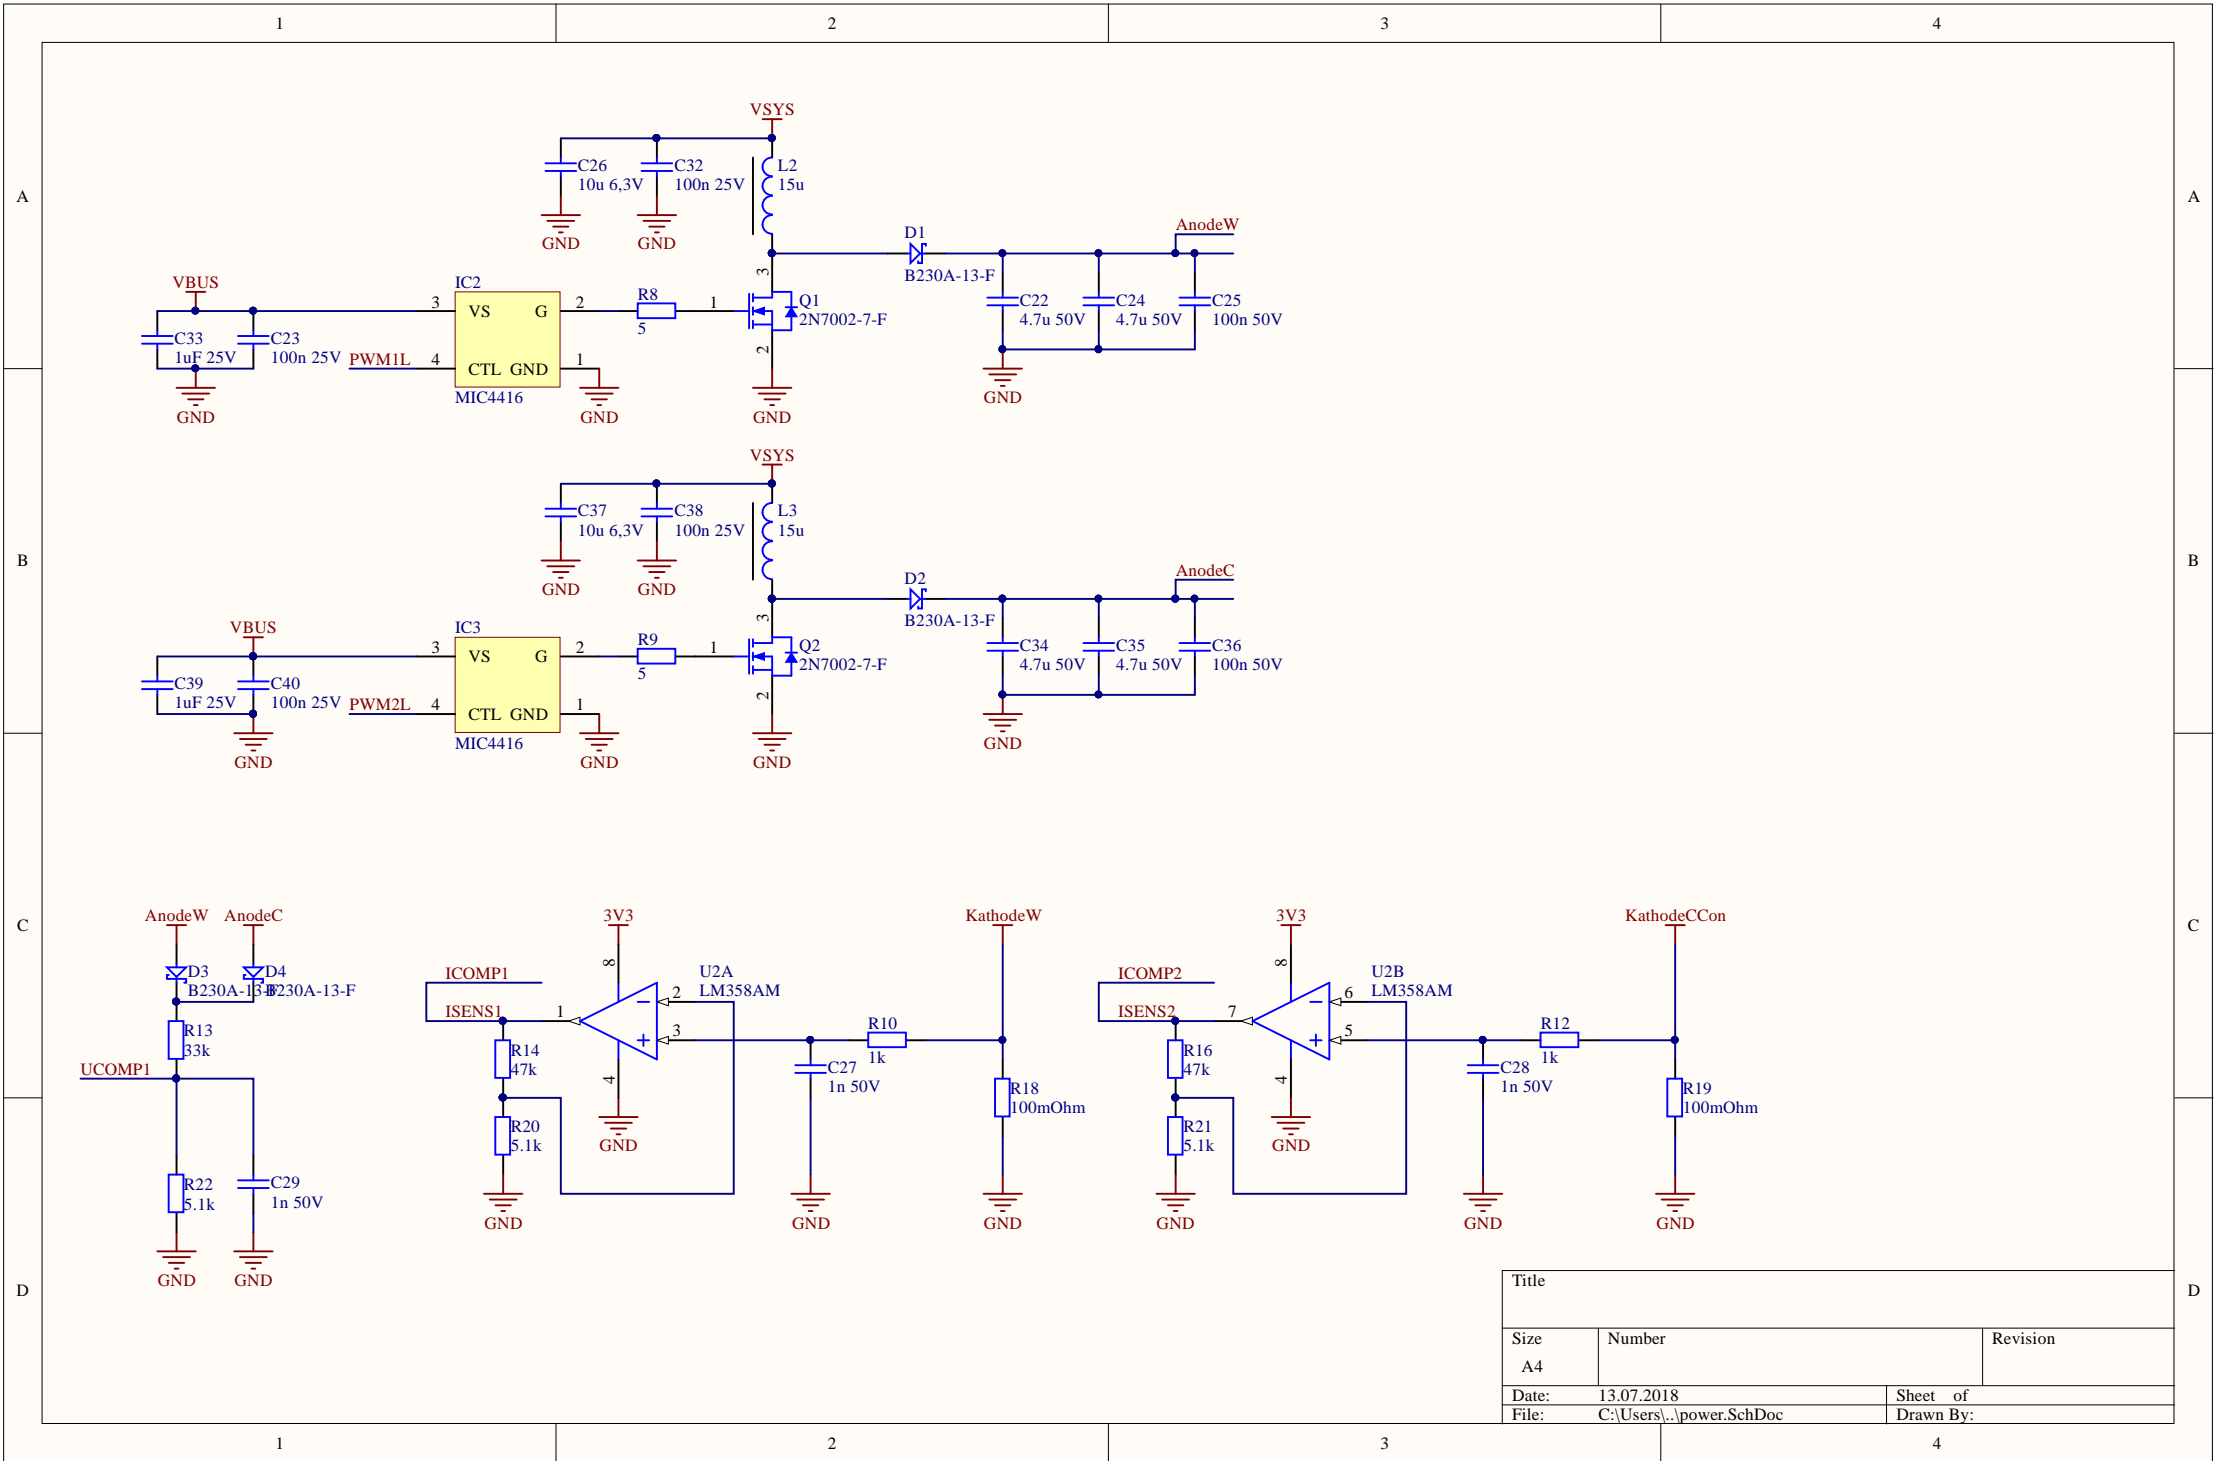 1 2 3 4
A A
B B
C C
D D
VSYS
C26
10u 6,3V
C32
100n 25V
L2
15u
GND GND
AnodeW
D1
B230A-13-F
VBUS
IC2
3 VS G 2
R8
5
1
3
Q1
2N7002-7-F
2
C22
4.7u 50V
C24
4.7u 50V
C25
100n 50V
C33
1uF 25V
C23
100n 25V
PWM1L 4 CTL GND 1
MIC4416
GND GND GND GND
VSYS
C37
10u 6,3V
C38
100n 25V
L3
15u
GND GND
AnodeC
D2
B230A-13-F
VBUS
IC3
3 VS G 2
R9
5
1
3
Q2
2N7002-7-F
2
C34
4.7u 50V
C35
4.7u 50V
C36
100n 50V
C39
1uF 25V
C40
100n 25V
PWM2L 4 CTL GND 1
MIC4416
GND GND GND GND
AnodeW AnodeC
D3
B230A-13-F
D4
B230A-13-F
R13
33k
UCOMP1
R22
5.1k
C29
1n 50V
GND GND
3V3
8
ICOMP1
ISENS1
1
U2A
LM358AM
2
3
4
R14
47k
R20
5.1k
GND
GND
C27
1n 50V
R10
1k
KathodeW
R18
100mOhm
GND GND
3V3
8
ICOMP2
ISENS2
7
U2B
LM358AM
6
5
4
R16
47k
R21
5.1k
GND
GND
C28
1n 50V
R12
1k
KathodeCCon
R19
100mOhm
GND GND
Title
Size Number Revision
A4
Date: 13.07.2018 Sheet of
File: C:\Users\..\power.SchDoc Drawn By:
1 2 3 4